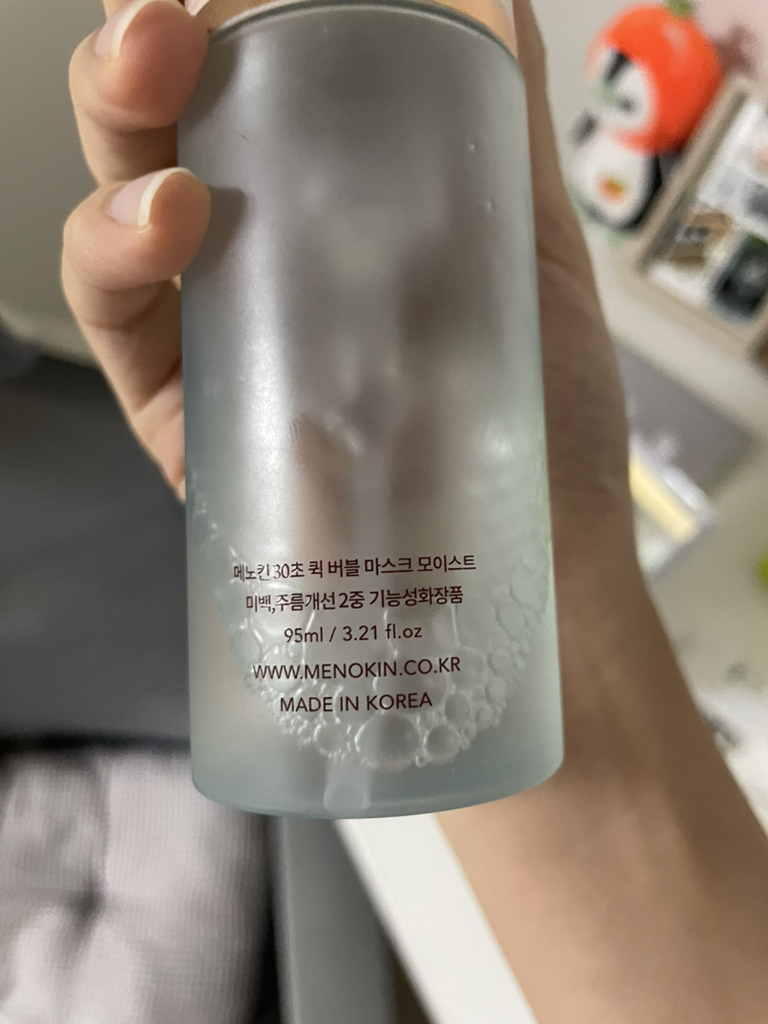 메노킨 30초 퀵 버블 마스크 모이스트
미백,주름개선 2중 기능성화장품
95ml / 3.21 fl.oz
WWW.MENOKIN.CO.KR
MADE IN KOREA